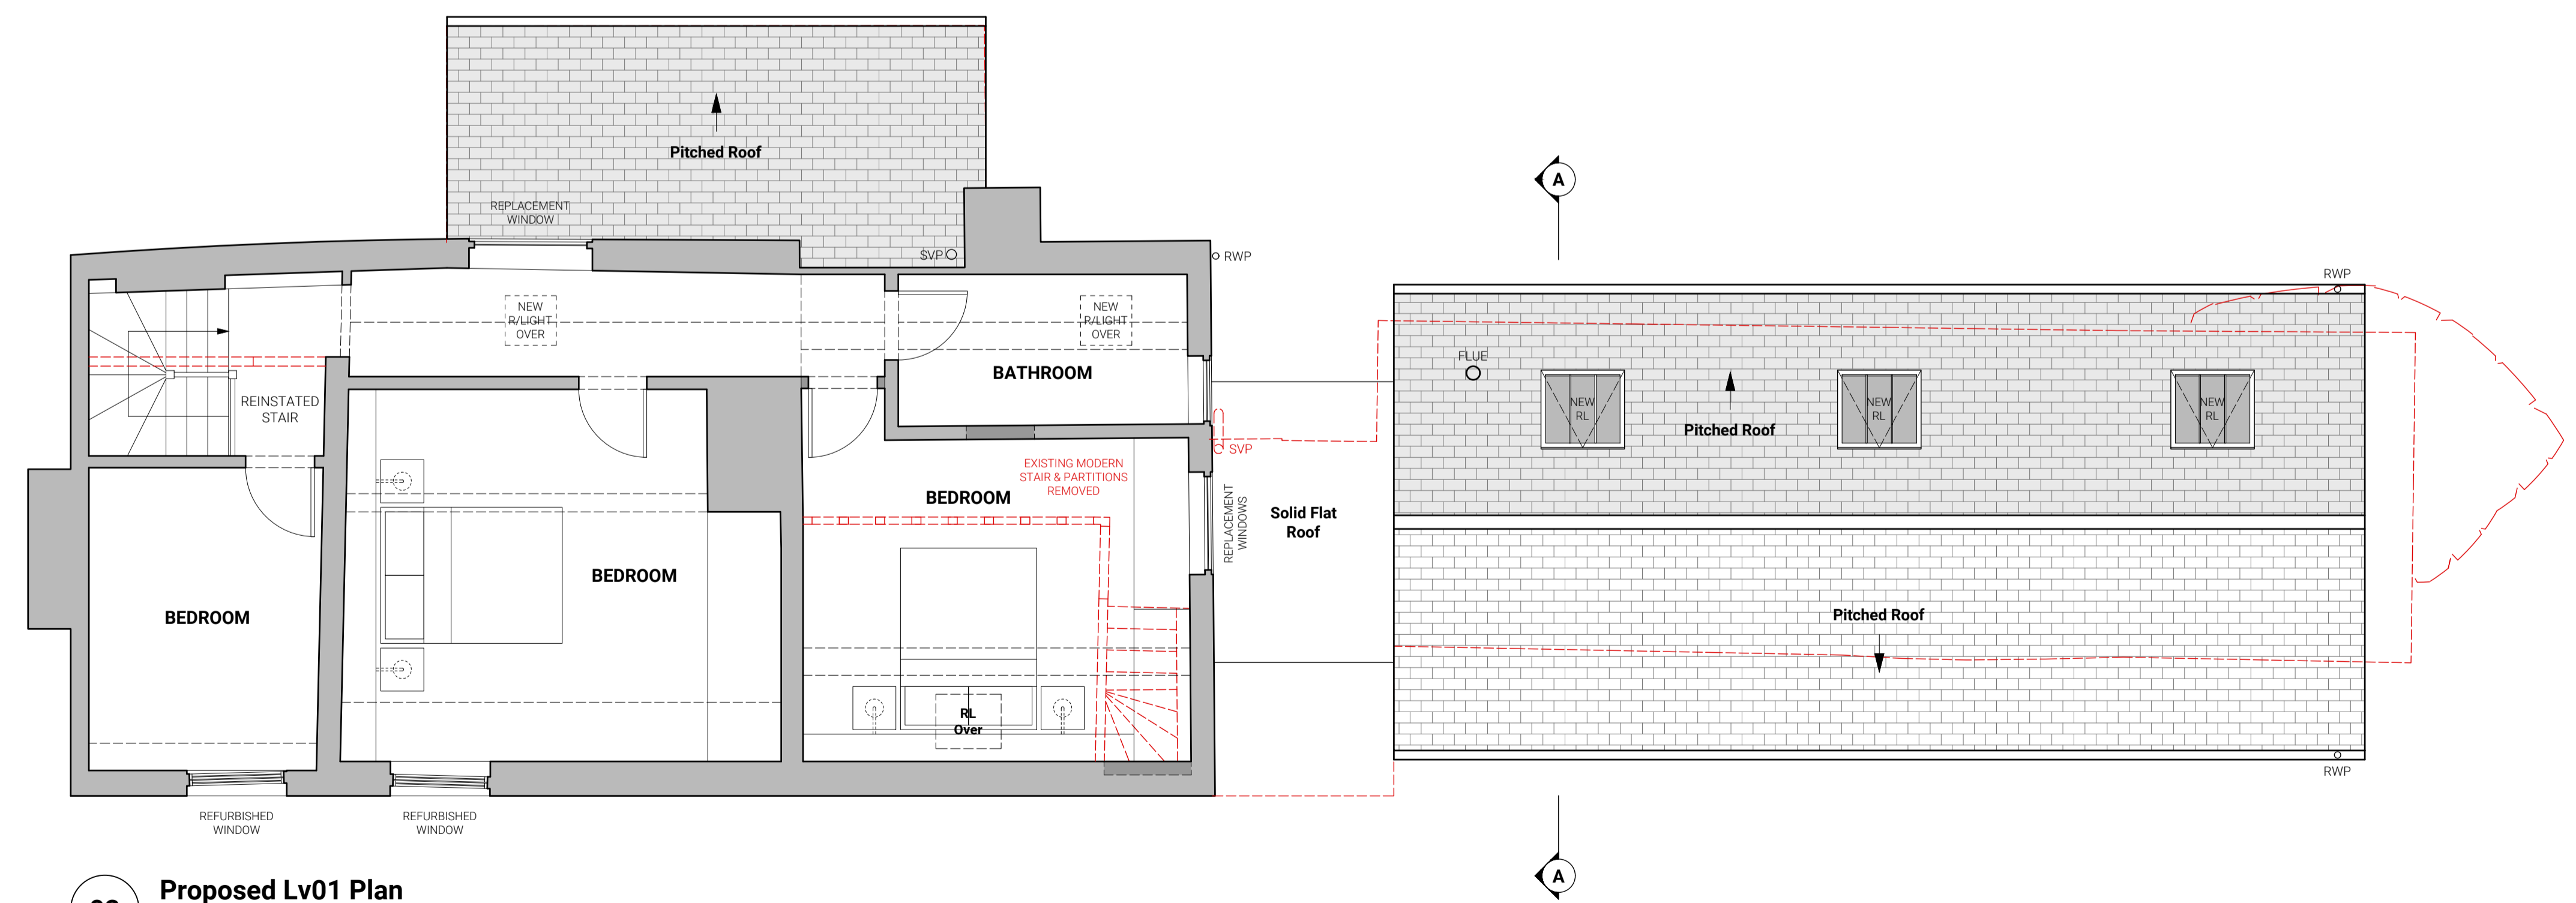 Pitched Roof
REPLACEMENT
WINDOW
SVP
RWP
A
RWP
NEW
R/LIGHT
OVER
NEW
R/LIGHT
OVER
BATHROOM
FLUE
REINSTATED
STAIR
NEW
RL
NEW
RL
NEW
RL
Pitched Roof
SVP
EXISTING MODERN
STAIR & PARTITIONS
REMOVED
BEDROOM
REPLACEMENT
WINDOWS
Solid Flat
Roof
BEDROOM
BEDROOM
Pitched Roof
RL
Over
RWP
REFURBISHED
WINDOW
REFURBISHED
WINDOW
A
Proposed Lv01 Plan